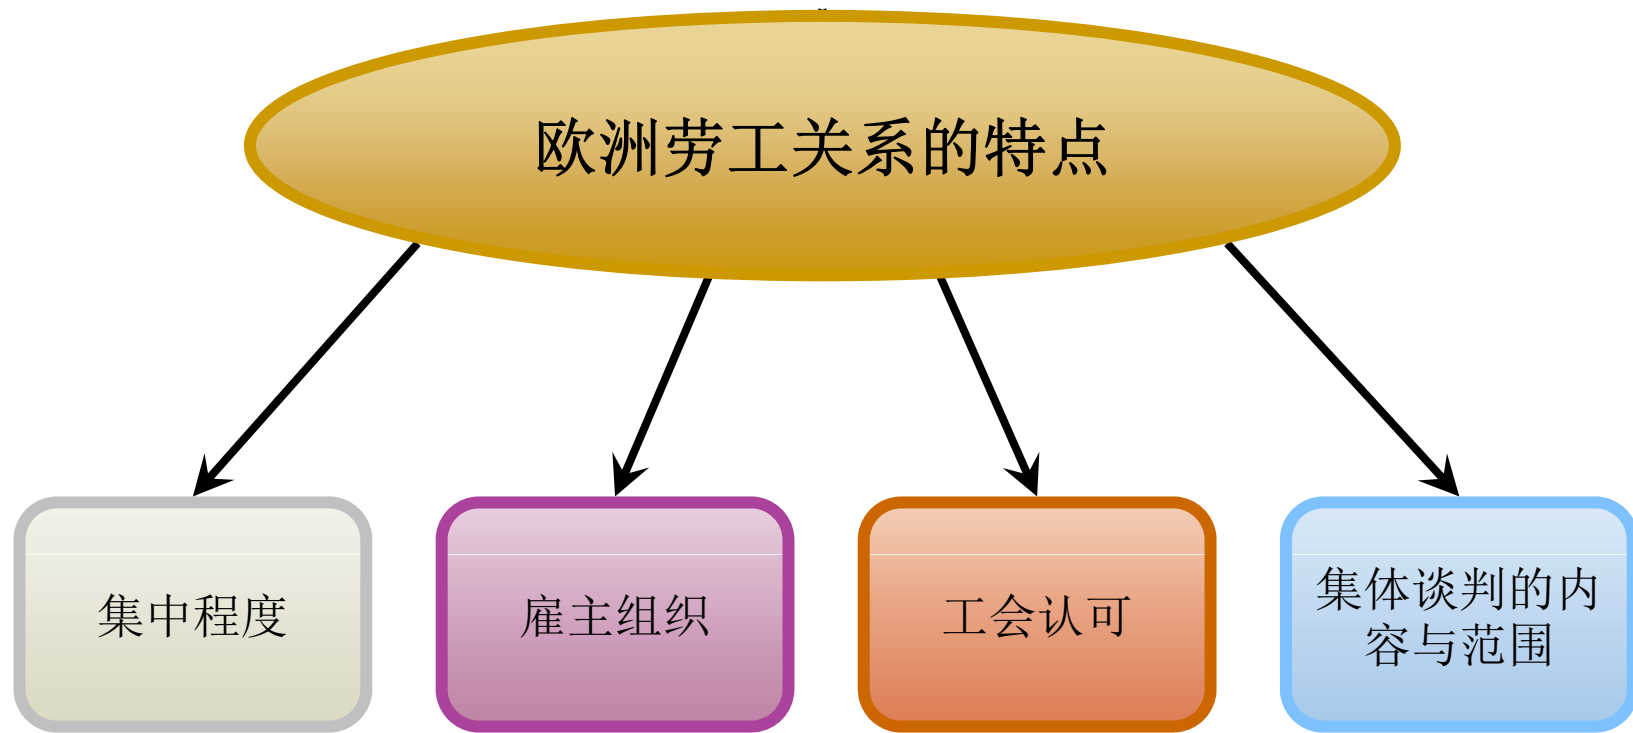 欧洲劳工关系的特点
集中程度
雇主组织
工会认可
集体谈判的内
容与范围